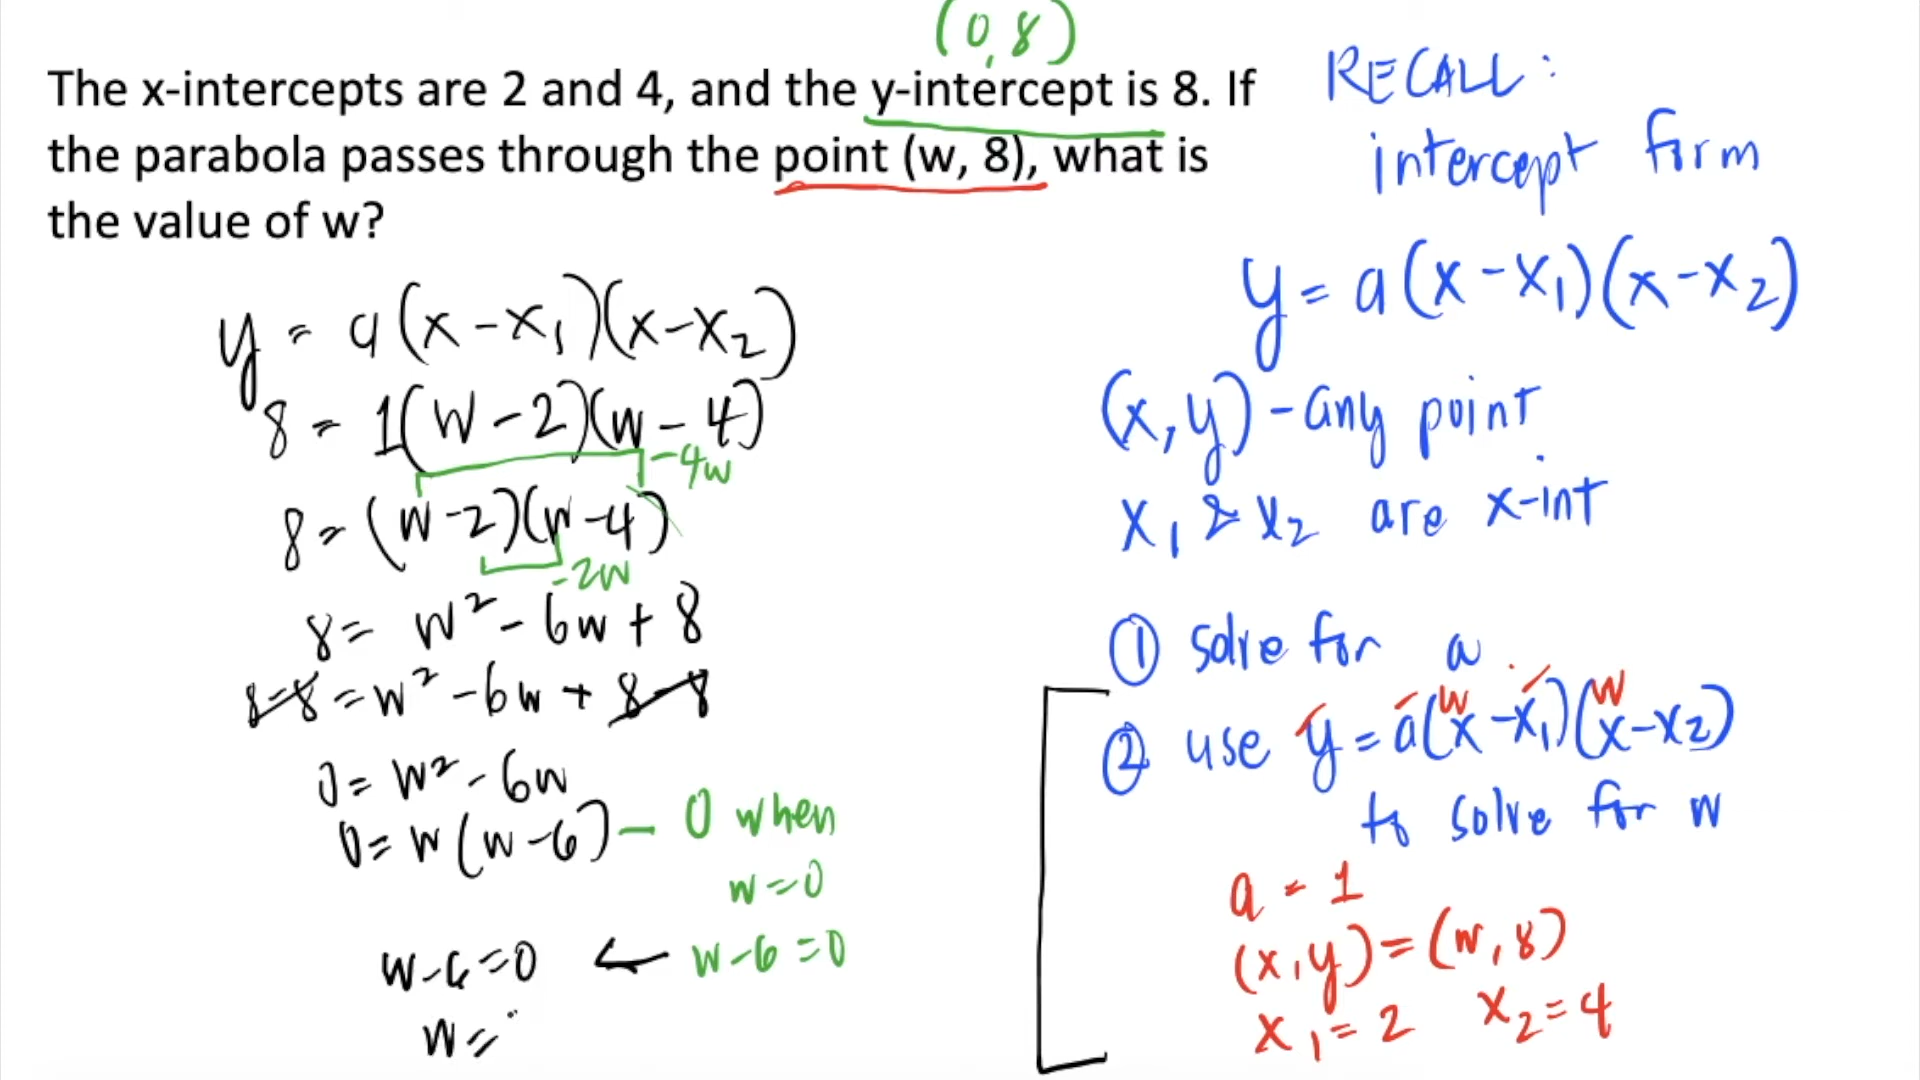 (0,8)
The x-intercepts are 2 and 4, and the y-intercept is 8. If
the parabola passes through the point (w, 8), what is
the value of w?
y = a(x-x₁)(x-x₂)
8 = 1(w-2)(w-4)
-4w
8 = (w-2)(w-4)
-2w
8 = w² - 6w + 8
8-8 = w² - 6w + 8-8
0 = w² - 6w
0 = w(w-6) - 0 when
w=0
w-6=0 ← w-6=0
w=
RECALL:
intercept form
y = a(x-x₁)(x-x₂)
(x,y) - any point
x₁ & x₂ are x-int
① solve for a
w w
② use y = a(x-x₁)(x-x₂)
to solve for w
a = 1
(x,y) = (w,8)
x₁ = 2 x₂ = 4